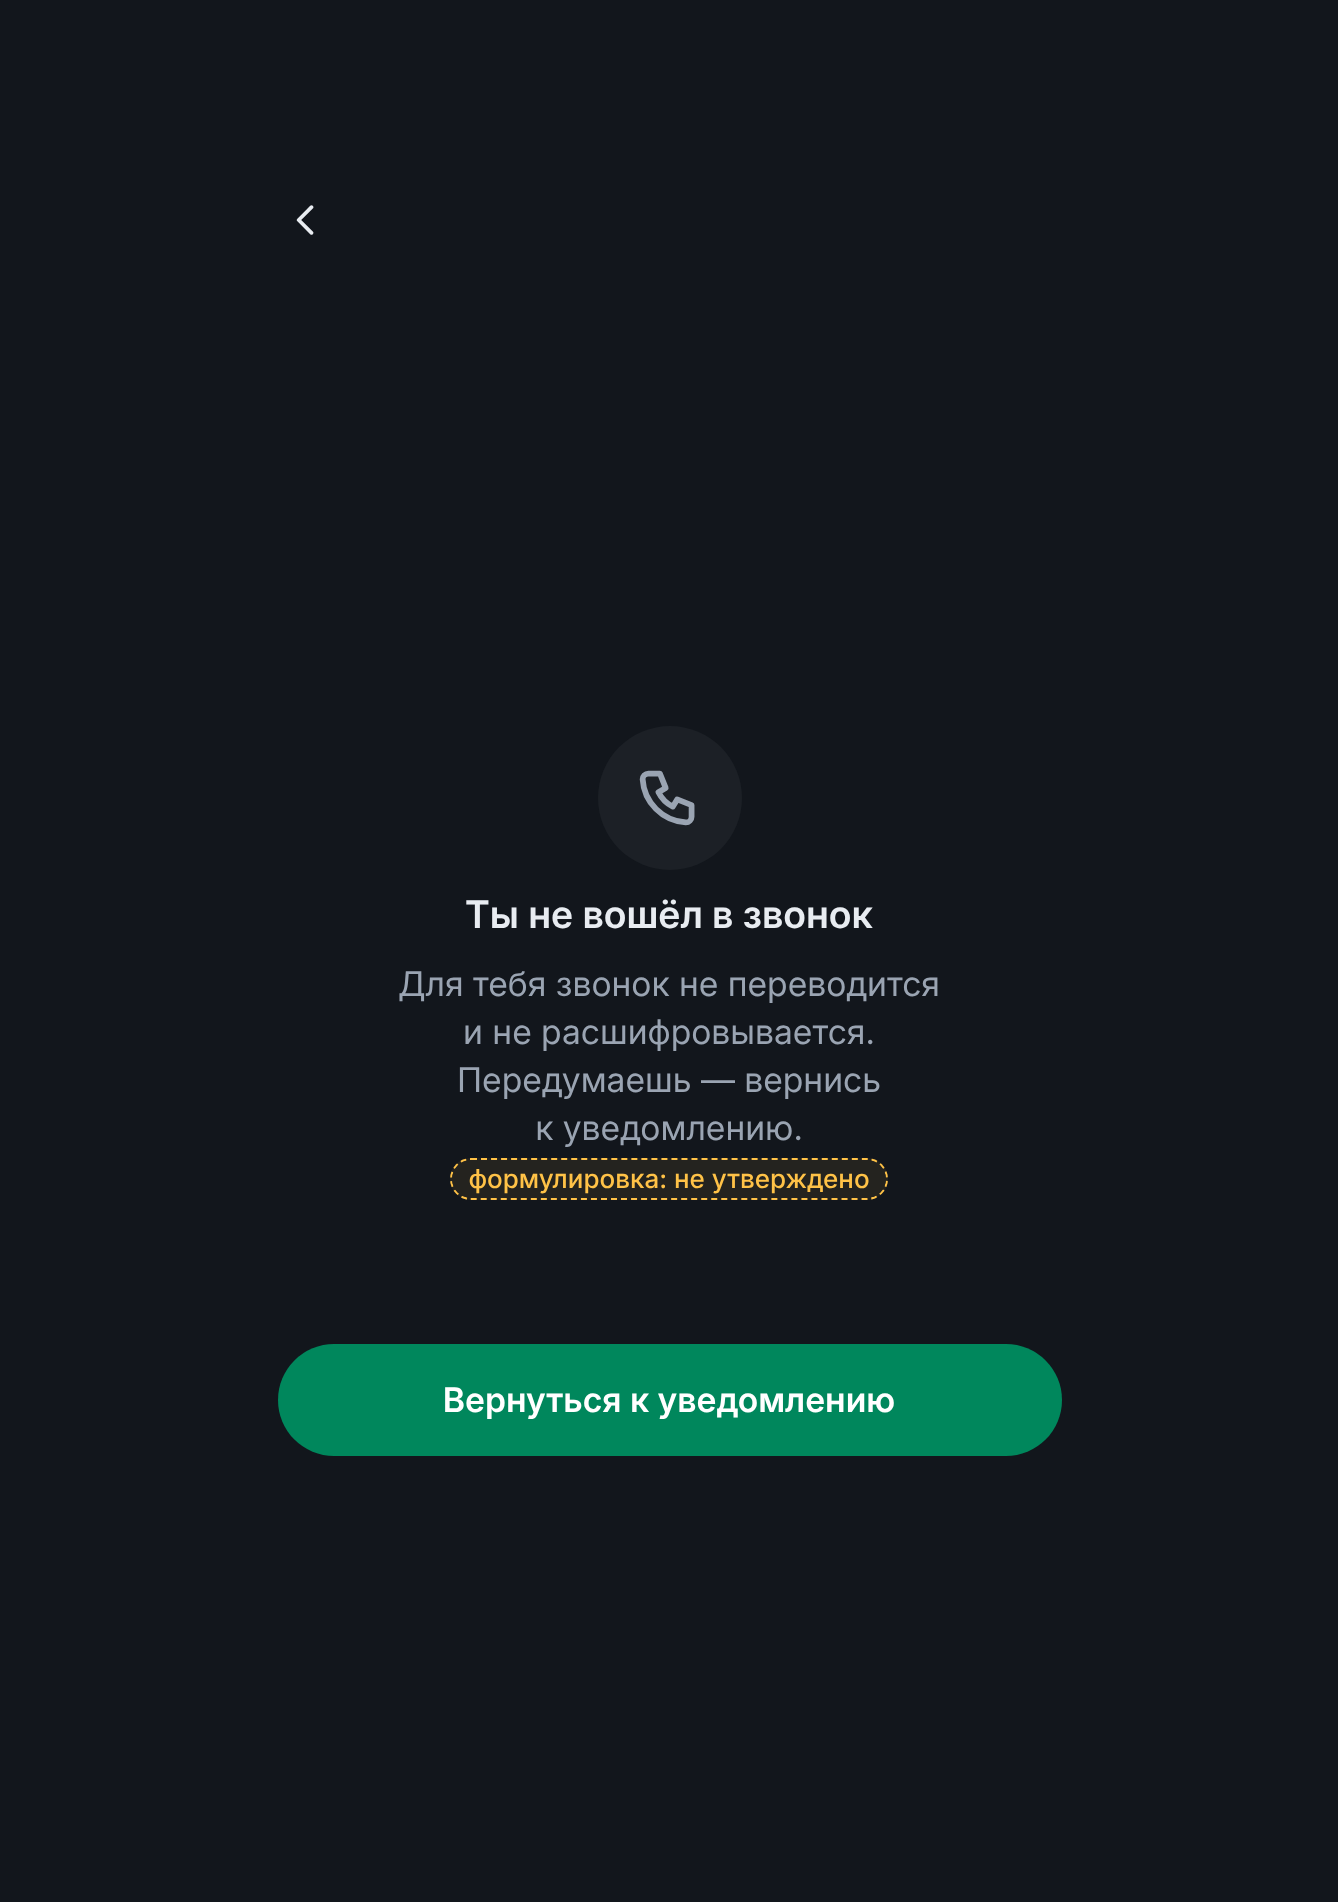 Ты не вошёл в звонок
Для тебя звонок не переводится
и не расшифровывается.
Передумаешь — вернись
к уведомлению.
формулировка: не утверждено
Вернуться к уведомлению